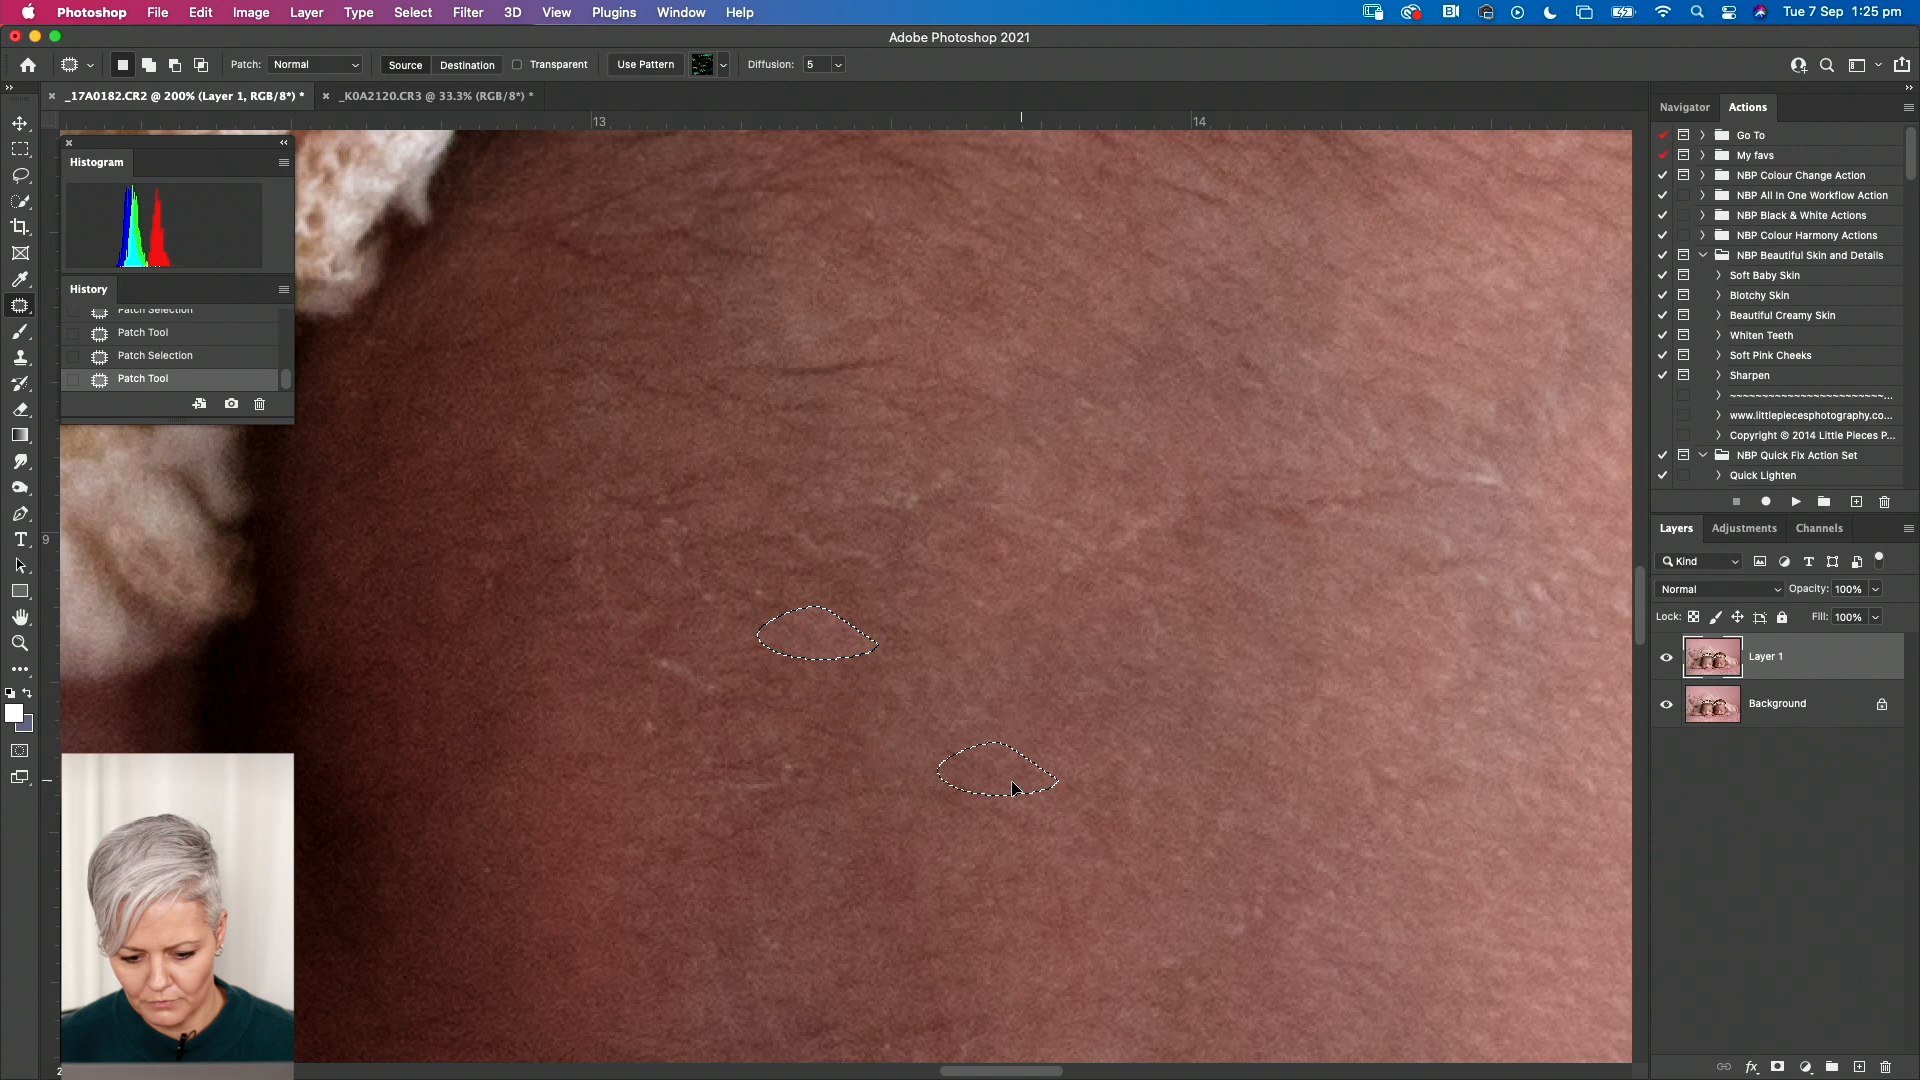 Photoshop File Edit Image Layer Type Select Filter 3D View Plugins Window Help Tue 7 Sep 1:25 pm
Adobe Photoshop 2021
Patch: Normal Source Destination Transparent Use Pattern Diffusion: 5
_17A0182.CR2 @ 200% (Layer 1, RGB/8*) * _K0A2120.CR3 @ 33.3% (RGB/8*) *
13 14
9
Histogram
History
Patch Selection
Patch Tool
Patch Selection
Patch Tool
Navigator Actions
Go To
My favs
NBP Colour Change Action
NBP All In One Workflow Action
NBP Black & White Actions
NBP Colour Harmony Actions
NBP Beautiful Skin and Details
Soft Baby Skin
Blotchy Skin
Beautiful Creamy Skin
Whiten Teeth
Soft Pink Cheeks
Sharpen
~~~~~~~~~~~~~~~~~~~~~~~~...
www.littlepiecesphotography.co...
Copyright © 2014 Little Pieces P...
NBP Quick Fix Action Set
Quick Lighten
Layers Adjustments Channels
Kind
Normal Opacity: 100%
Lock: Fill: 100%
Layer 1
Background